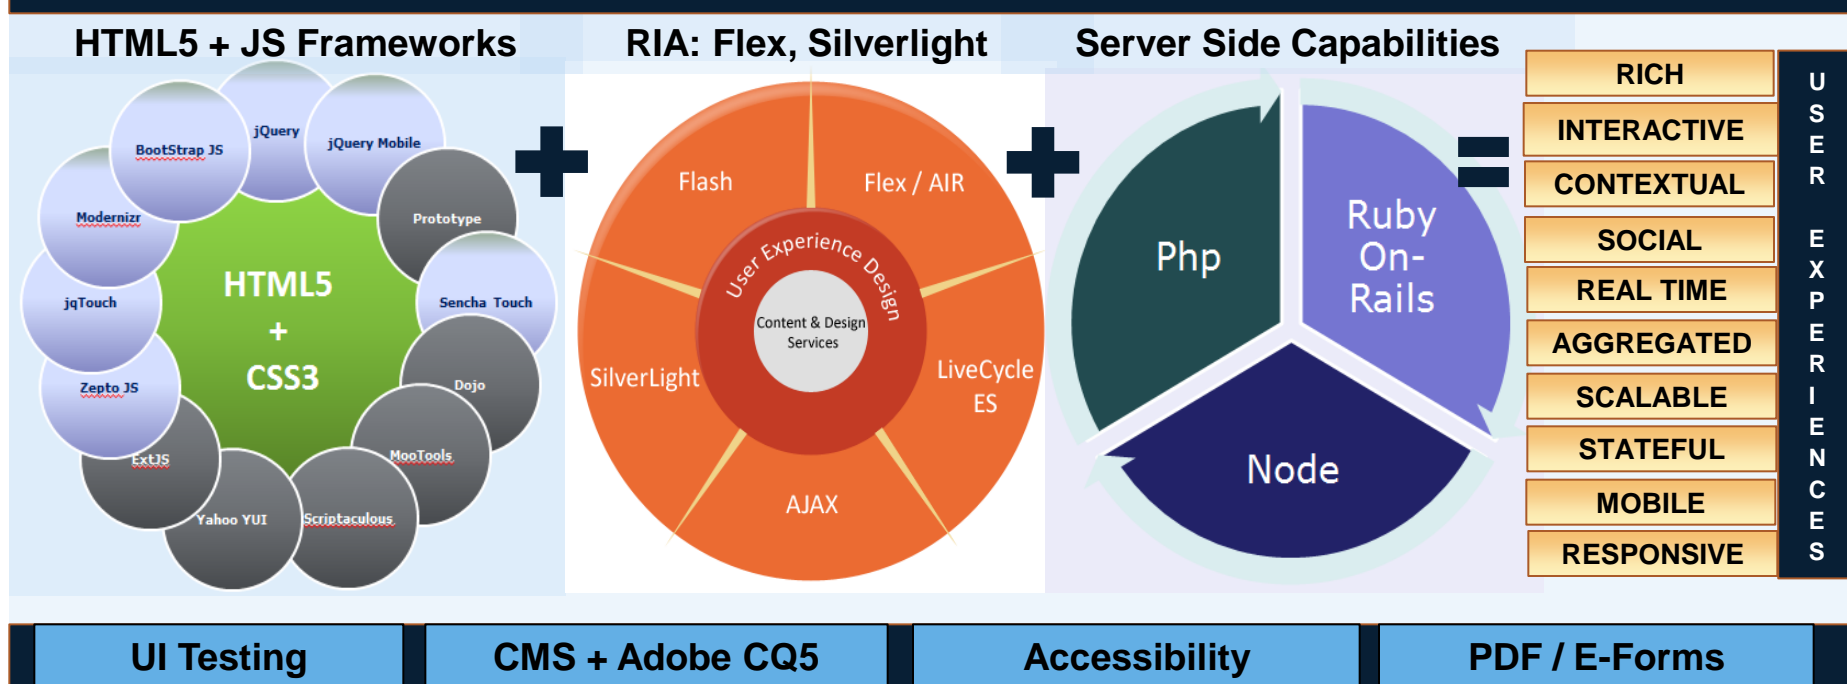 HTML5 + JS Frameworks
RIA: Flex, Silverlight
Server Side Capabilities
jQuery
jQuery Mobile
BootStrap JS
Prototype
Modernizr
Sencha Touch
jqTouch
Dojo
Zepto JS
MooTools
ExtJS
Scriptaculous
Yahoo YUI
HTML5
+
CSS3
Flash
Flex / AIR
SilverLight
LiveCycle
ES
AJAX
User Experience Design
Content & Design
Services
Php
Ruby
On-
Rails
Node
RICH
INTERACTIVE
CONTEXTUAL
SOCIAL
REAL TIME
AGGREGATED
SCALABLE
STATEFUL
MOBILE
RESPONSIVE
USER EXPERIENCES
UI Testing
CMS + Adobe CQ5
Accessibility
PDF / E-Forms